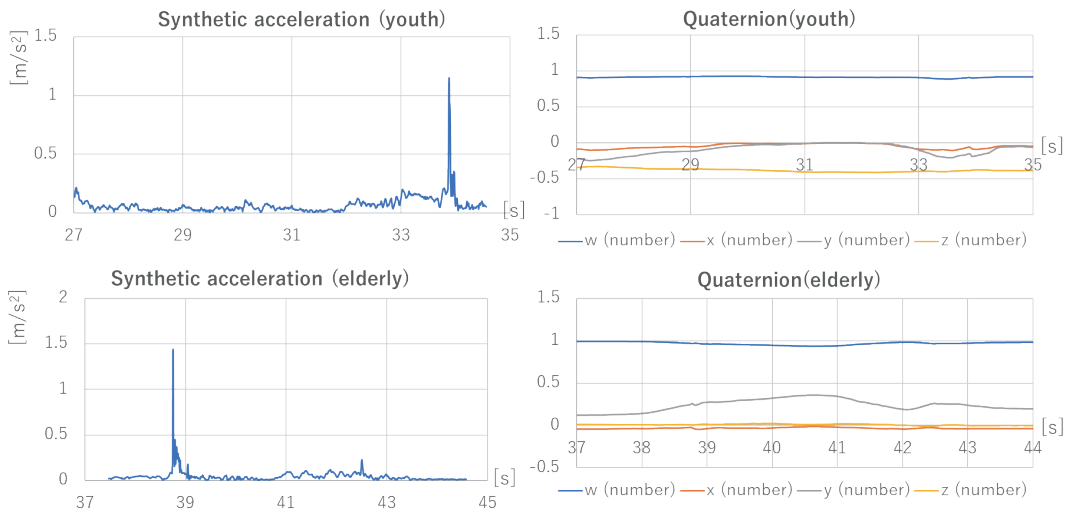 Synthetic acceleration (youth)
[m/s²]
1.5
1
0.5
0
[s]
27 29 31 33 35
Quaternion(youth)
1.5
1
0.5
0
-0.5
-1
[s]
27 29 31 33 35
w (number) x (number) y (number) z (number)
Synthetic acceleration (elderly)
[m/s²]
2
1.5
1
0.5
0
[s]
37 39 41 43 45
Quaternion(elderly)
1.5
1
0.5
0
-0.5
[s]
37 38 39 40 41 42 43 44
w (number) x (number) y (number) z (number)